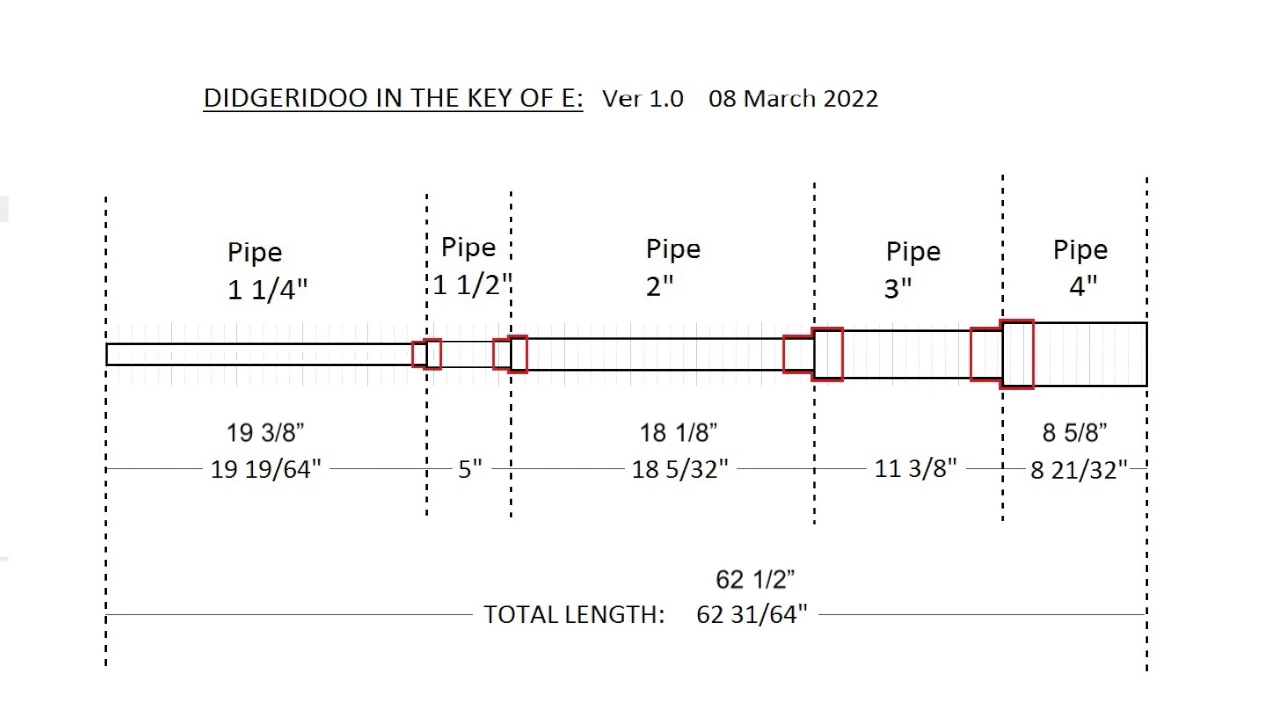 DIDGERIDOO IN THE KEY OF E: Ver 1.0 08 March 2022
Pipe 1 1/4"
Pipe 1 1/2"
Pipe 2"
Pipe 3"
Pipe 4"
19 3/8” 18 1/8” 8 5/8”
19 19/64" 5" 18 5/32" 11 3/8" 8 21/32"
62 1/2”
TOTAL LENGTH: 62 31/64"